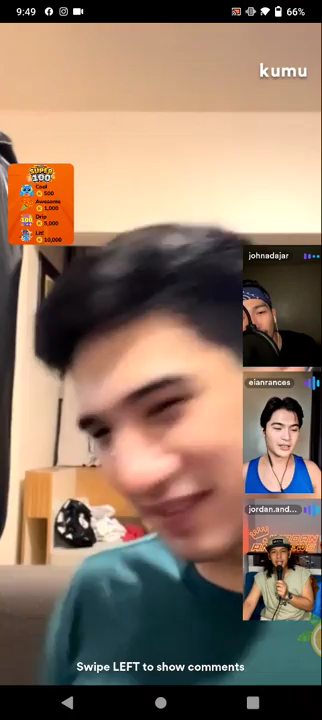 9:49
66%
kumu
SUPER
100
Cool
500
Awesome
1,000
100
Drip
5,000
Lit!
10,000
johnadajar
eianrances
jordan.and...
Swipe LEFT to show comments